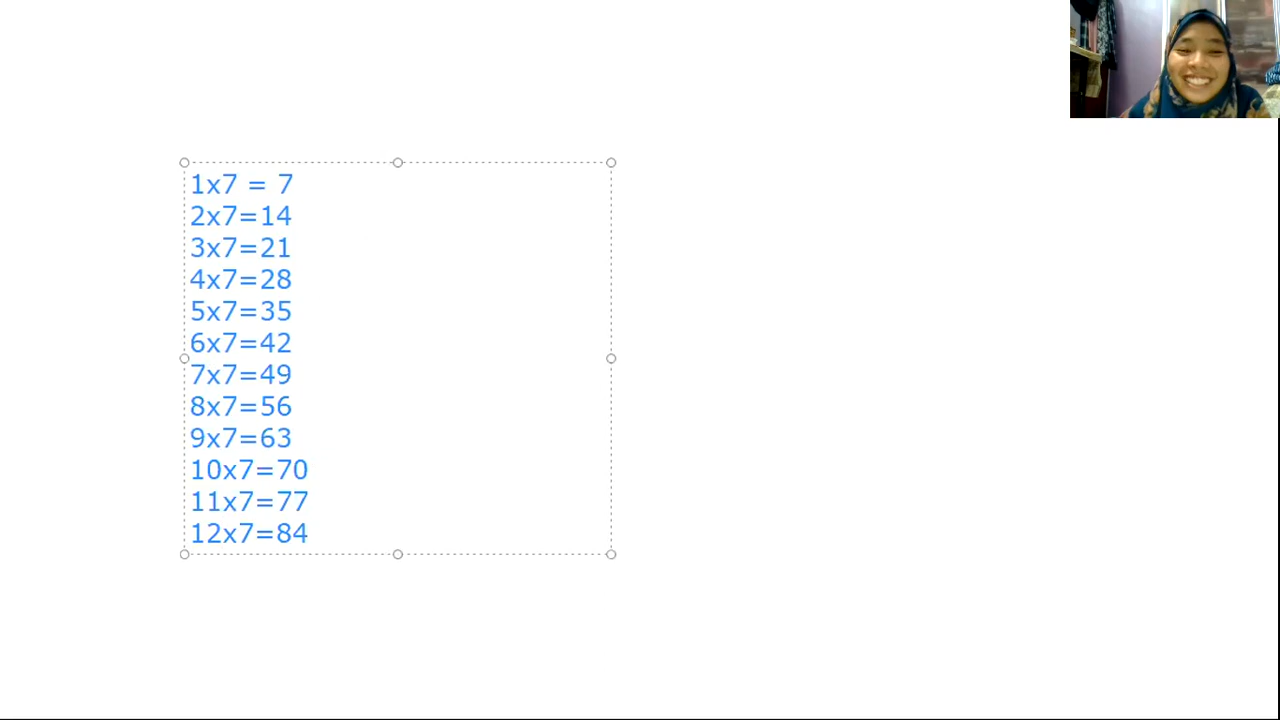 1x7 = 7
2x7=14
3x7=21
4x7=28
5x7=35
6x7=42
7x7=49
8x7=56
9x7=63
10x7=70
11x7=77
12x7=84